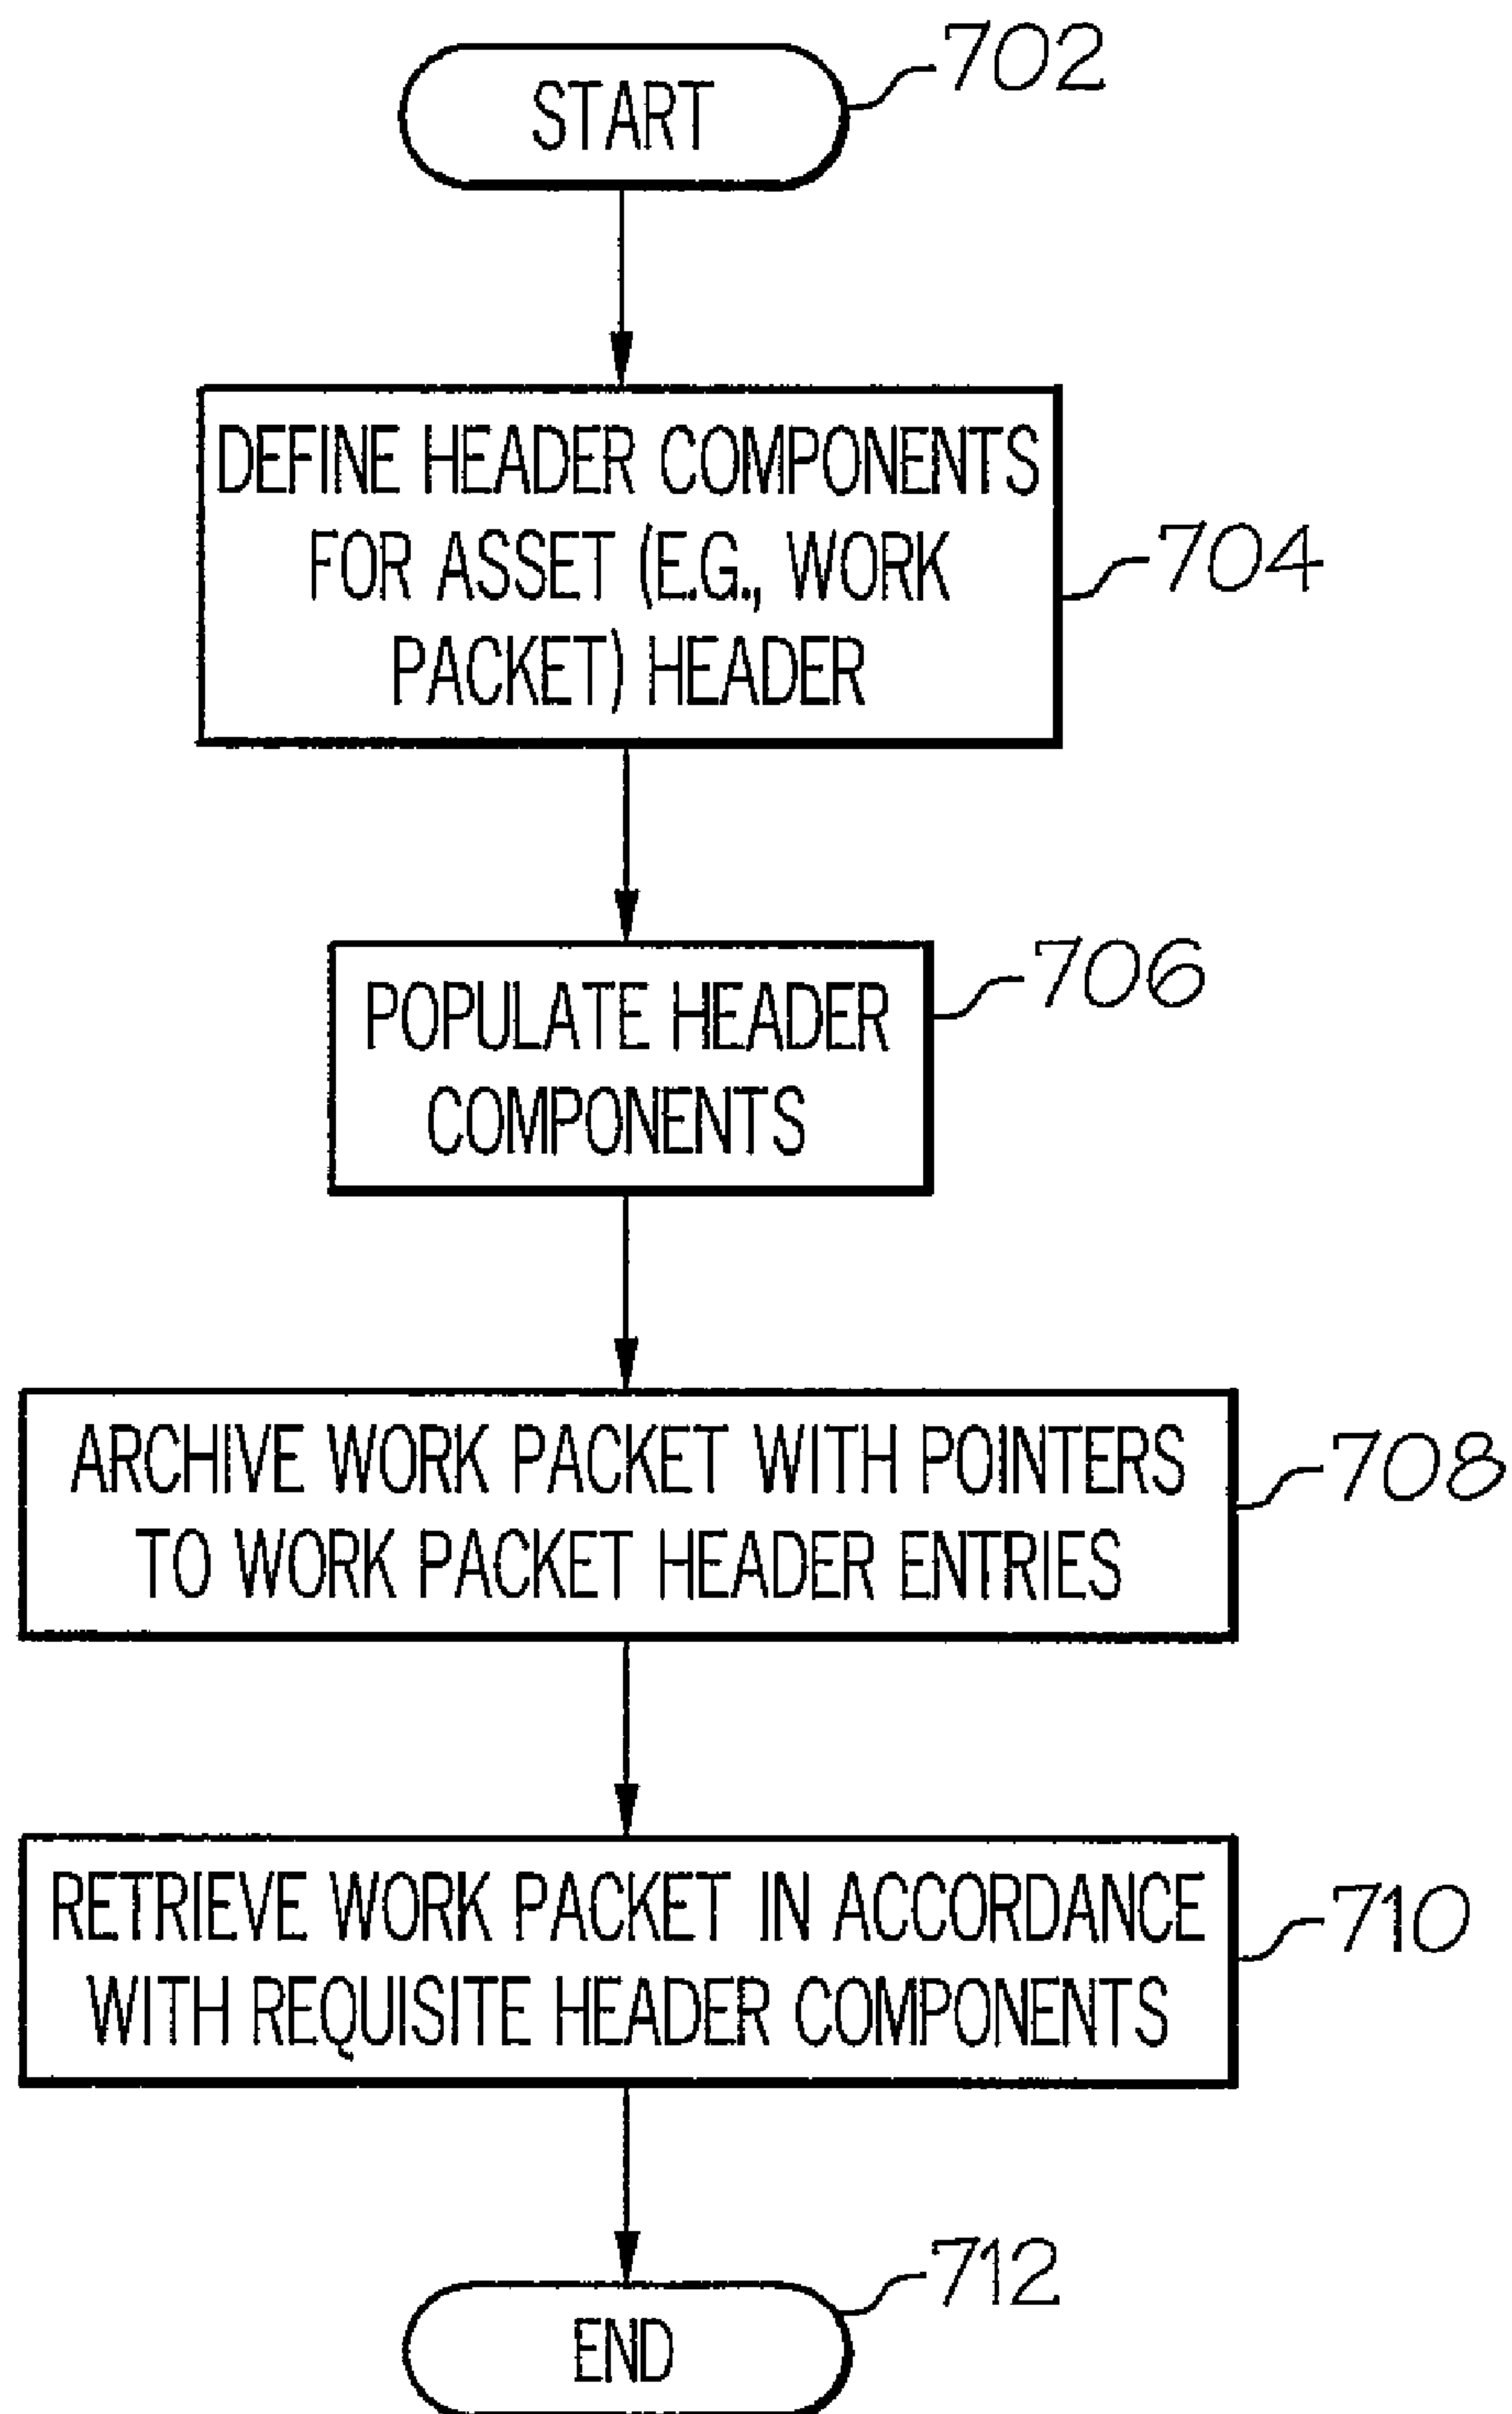 START
702
DEFINE HEADER COMPONENTS
FOR ASSET (E.G., WORK
PACKET) HEADER
704
POPULATE HEADER
COMPONENTS
706
ARCHIVE WORK PACKET WITH POINTERS
TO WORK PACKET HEADER ENTRIES
708
RETRIEVE WORK PACKET IN ACCORDANCE
WITH REQUISITE HEADER COMPONENTS
710
END
712